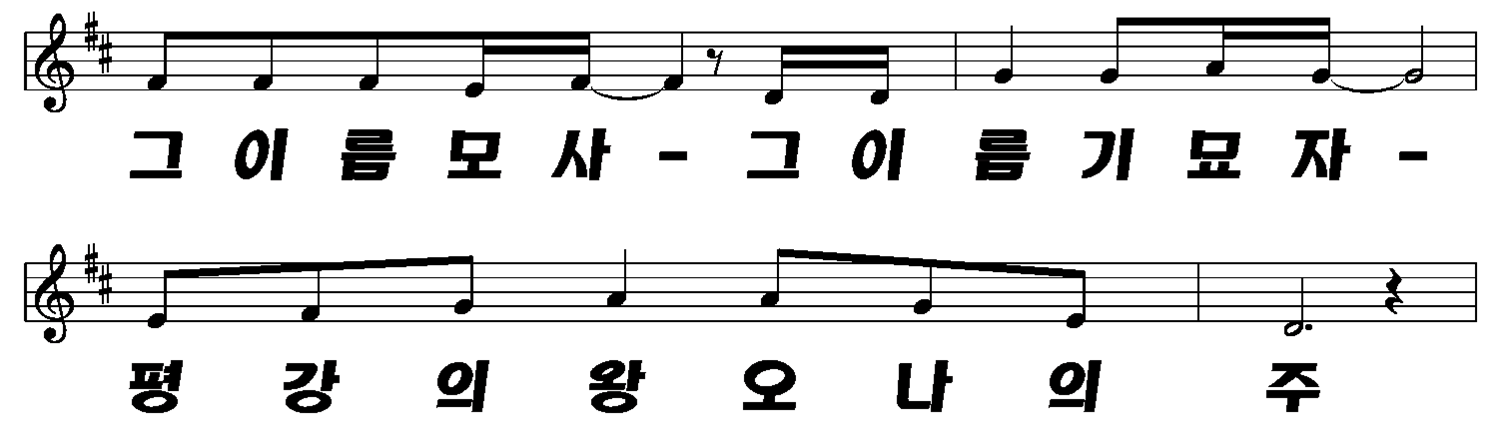 그 이 름 모 사 - 그 이 름 기 묘 자 -
평 강 의 왕 오 나 의 주